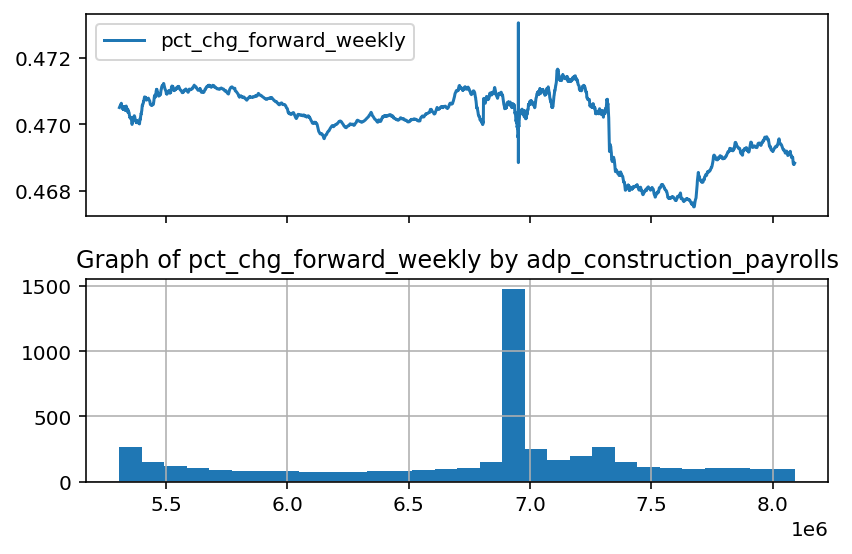 pct_chg_forward_weekly
0.472
0.470
0.468
Graph of pct_chg_forward_weekly by adp_construction_payrolls
1500
1000
500
0
5.5 6.0 6.5 7.0 7.5 8.0
1e6